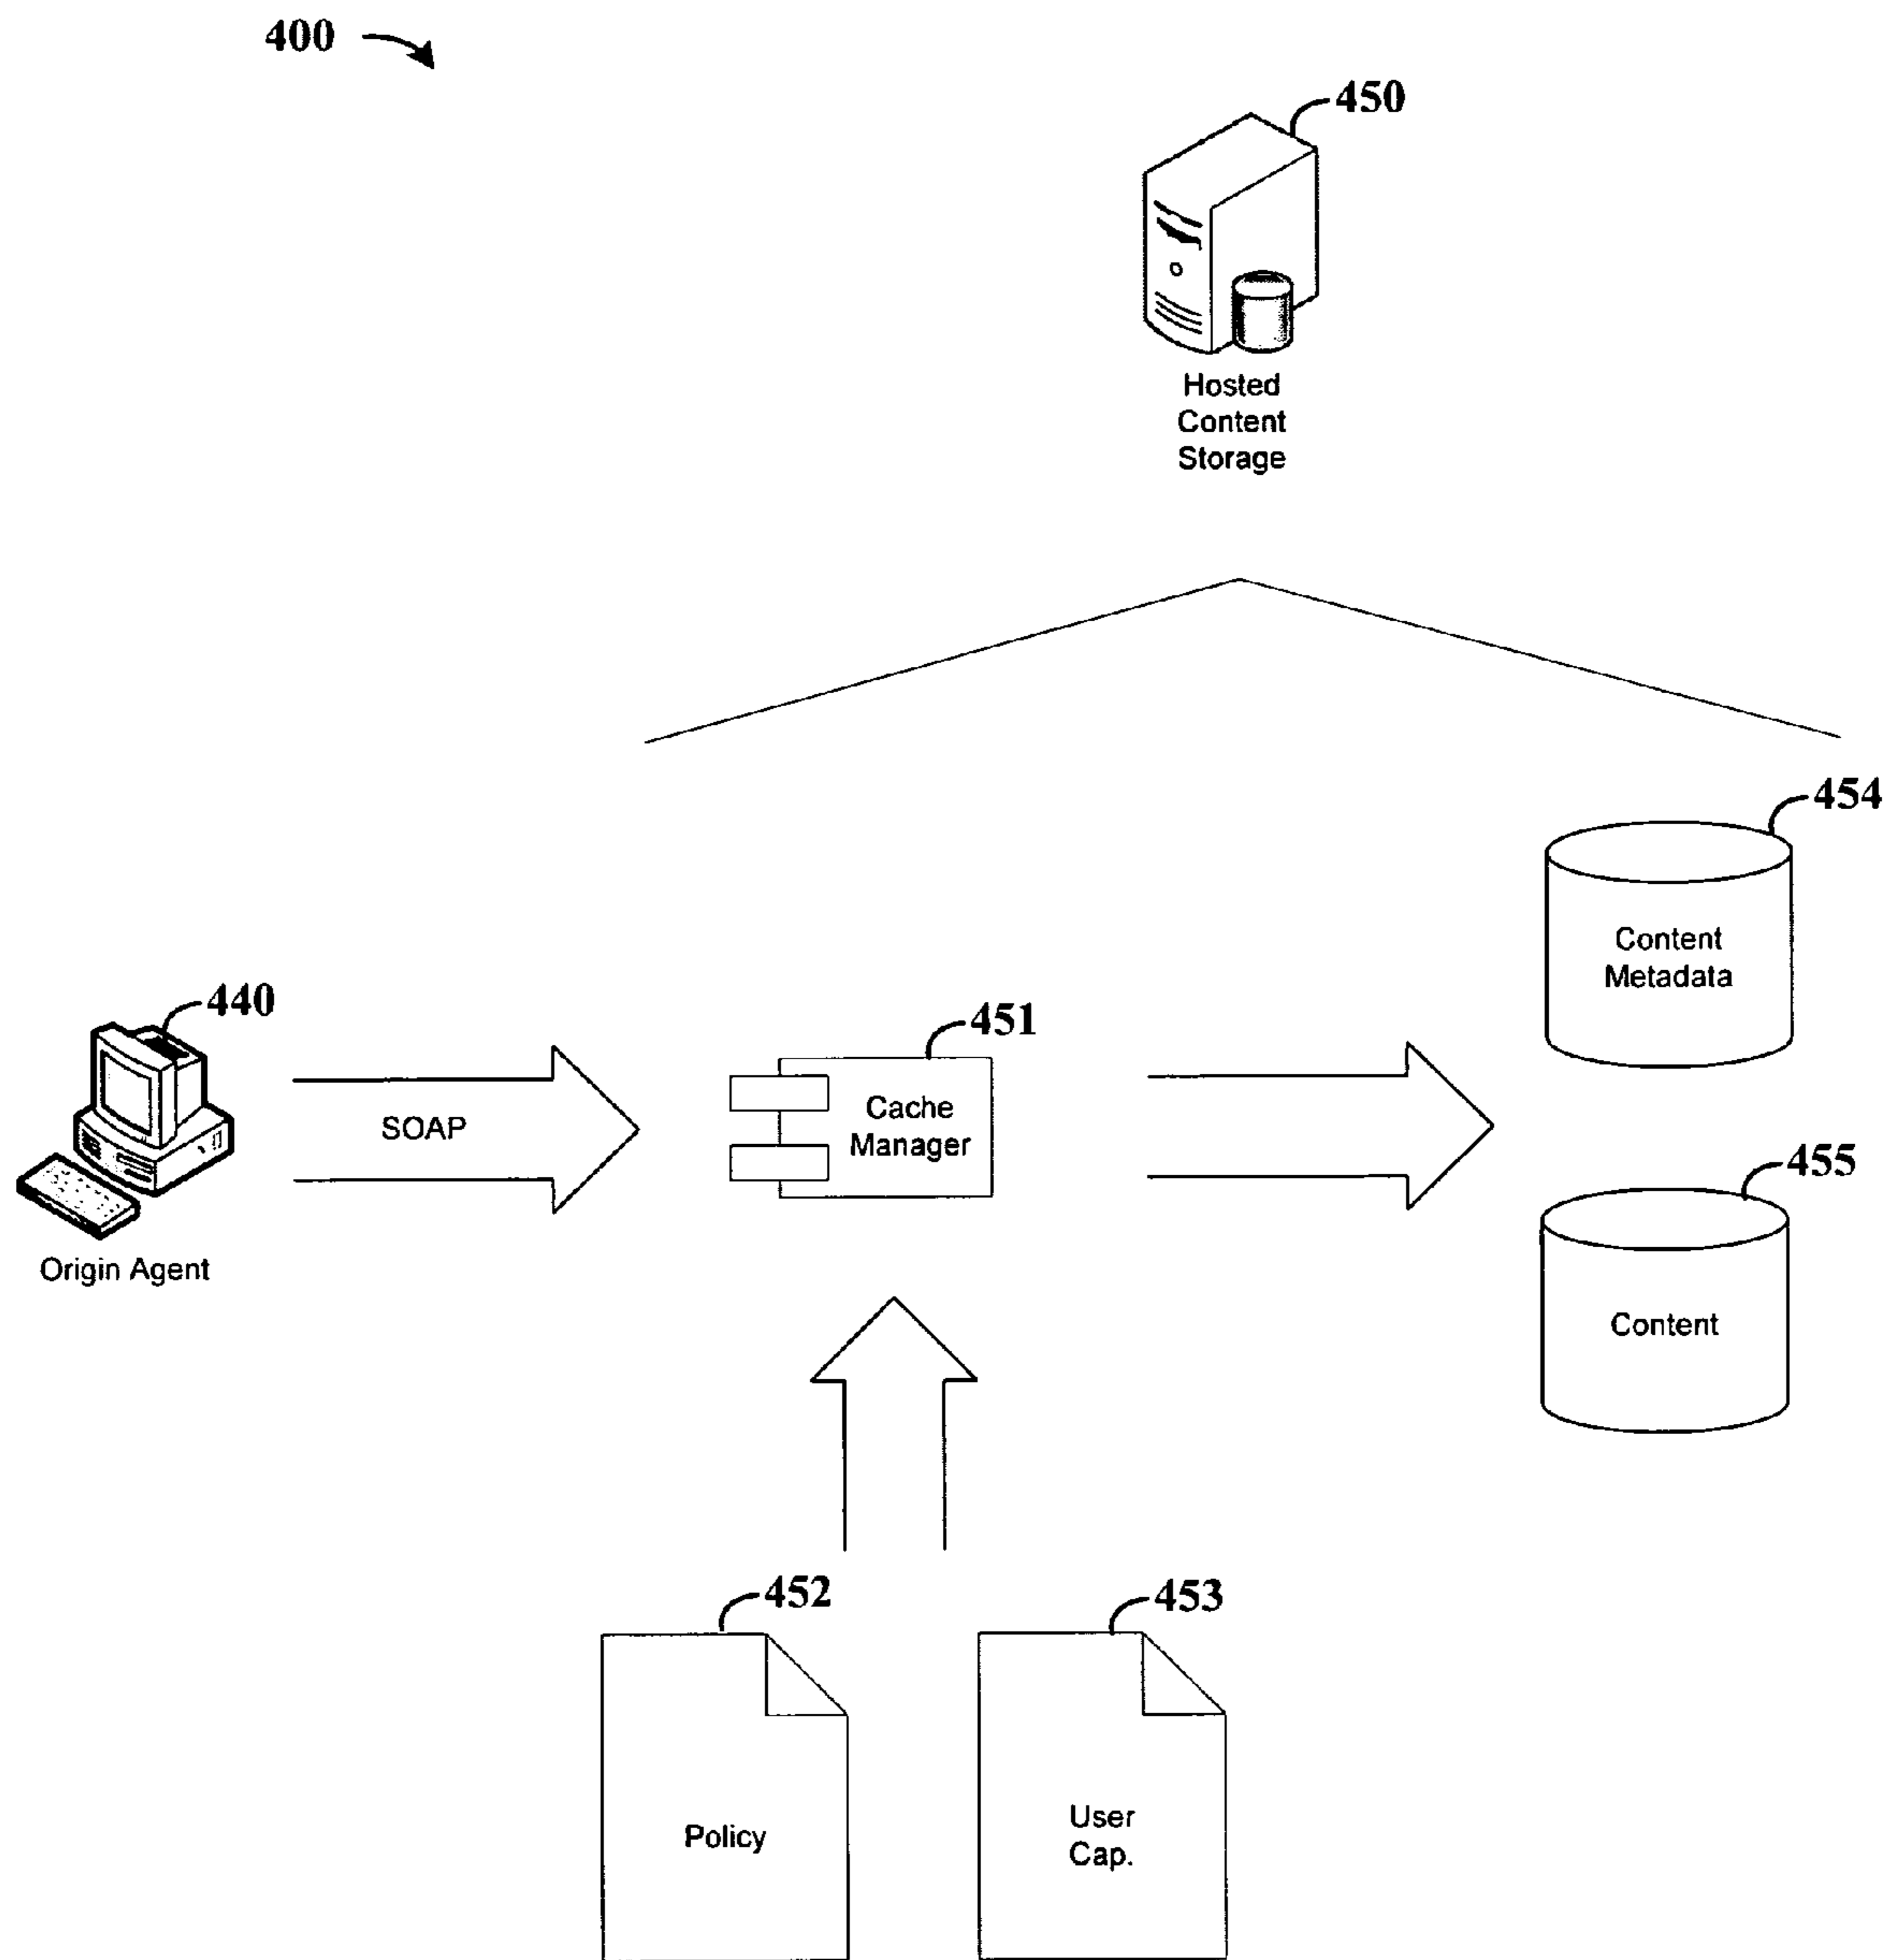 400
450
Hosted
Content
Storage
454
Content
Metadata
440
451
SOAP
Cache
Manager
455
Origin Agent
Content
452
453
Policy
User
Cap.